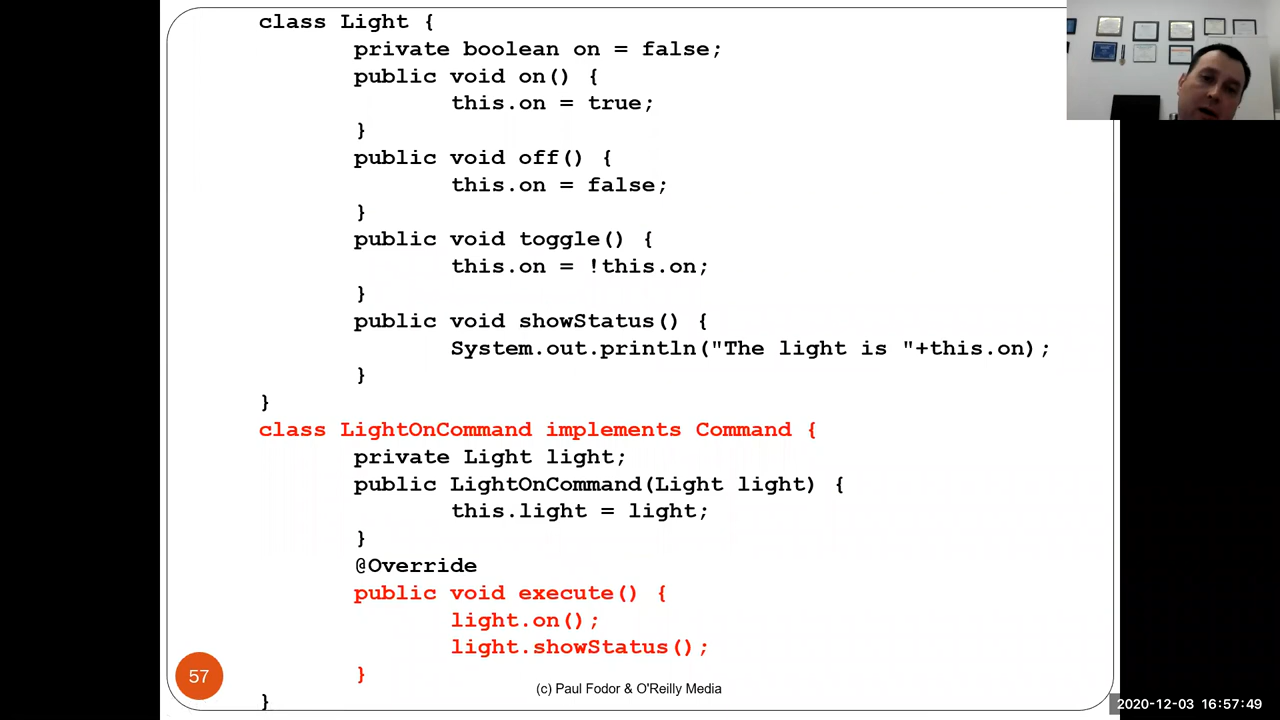 class Light {
private boolean on = false;
public void on() {
this.on = true;
}
public void off() {
this.on = false;
}
public void toggle() {
this.on = !this.on;
}
public void showStatus() {
System.out.println("The light is "+this.on);
}
}
class LightOnCommand implements Command {
private Light light;
public LightOnCommand(Light light) {
this.light = light;
}
@Override
public void execute() {
light.on();
light.showStatus();
}
}
57
(c) Paul Fodor & O'Reilly Media
2020-12-03 16:57:49